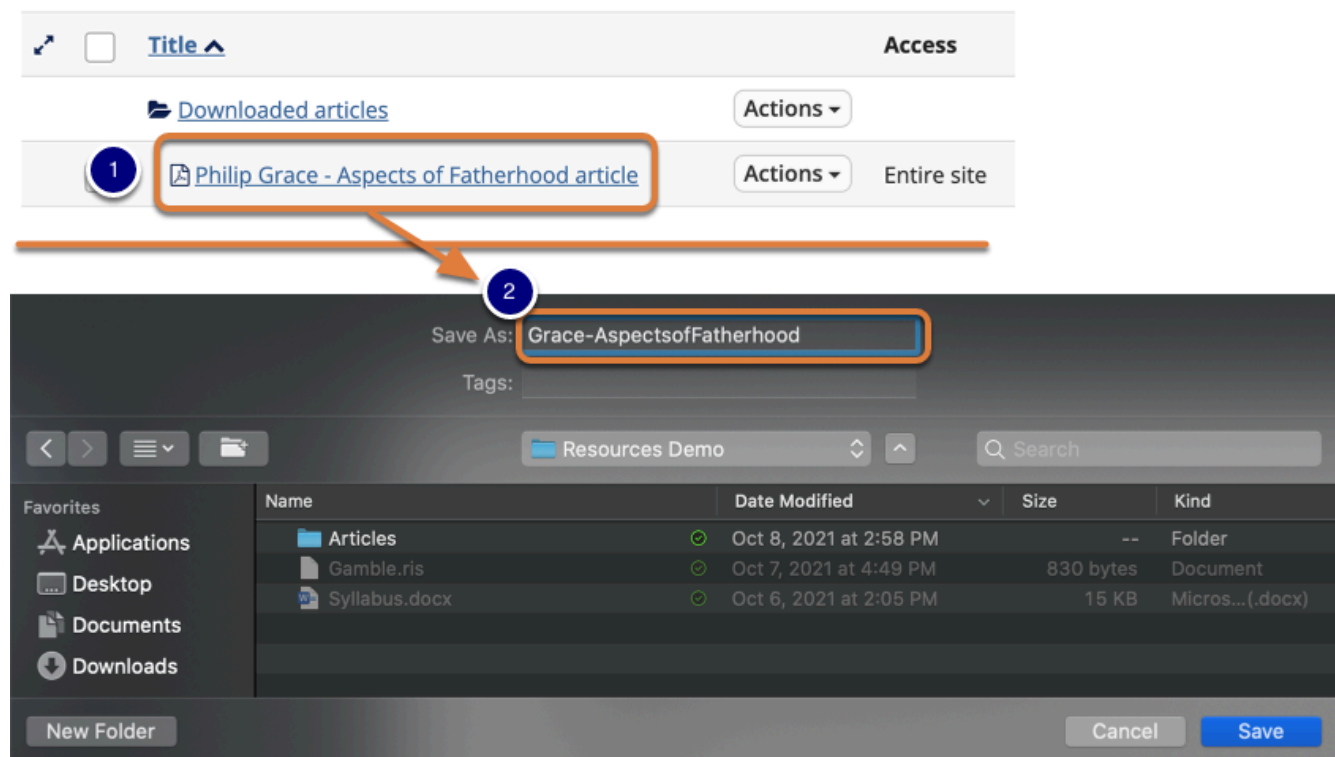 Title Access
Downloaded articles Actions
1 Philip Grace - Aspects of Fatherhood article Actions Entire site
2
Save As: Grace-AspectsofFatherhood
Tags:
Resources Demo Search
Favorites Name Date Modified Size Kind
Applications Articles Oct 8, 2021 at 2:58 PM -- Folder
Gamble.ris Oct 7, 2021 at 4:49 PM 830 bytes Document
Desktop Syllabus.docx Oct 6, 2021 at 2:05 PM 15 KB Micros...(.docx)
Documents
Downloads
New Folder Cancel Save